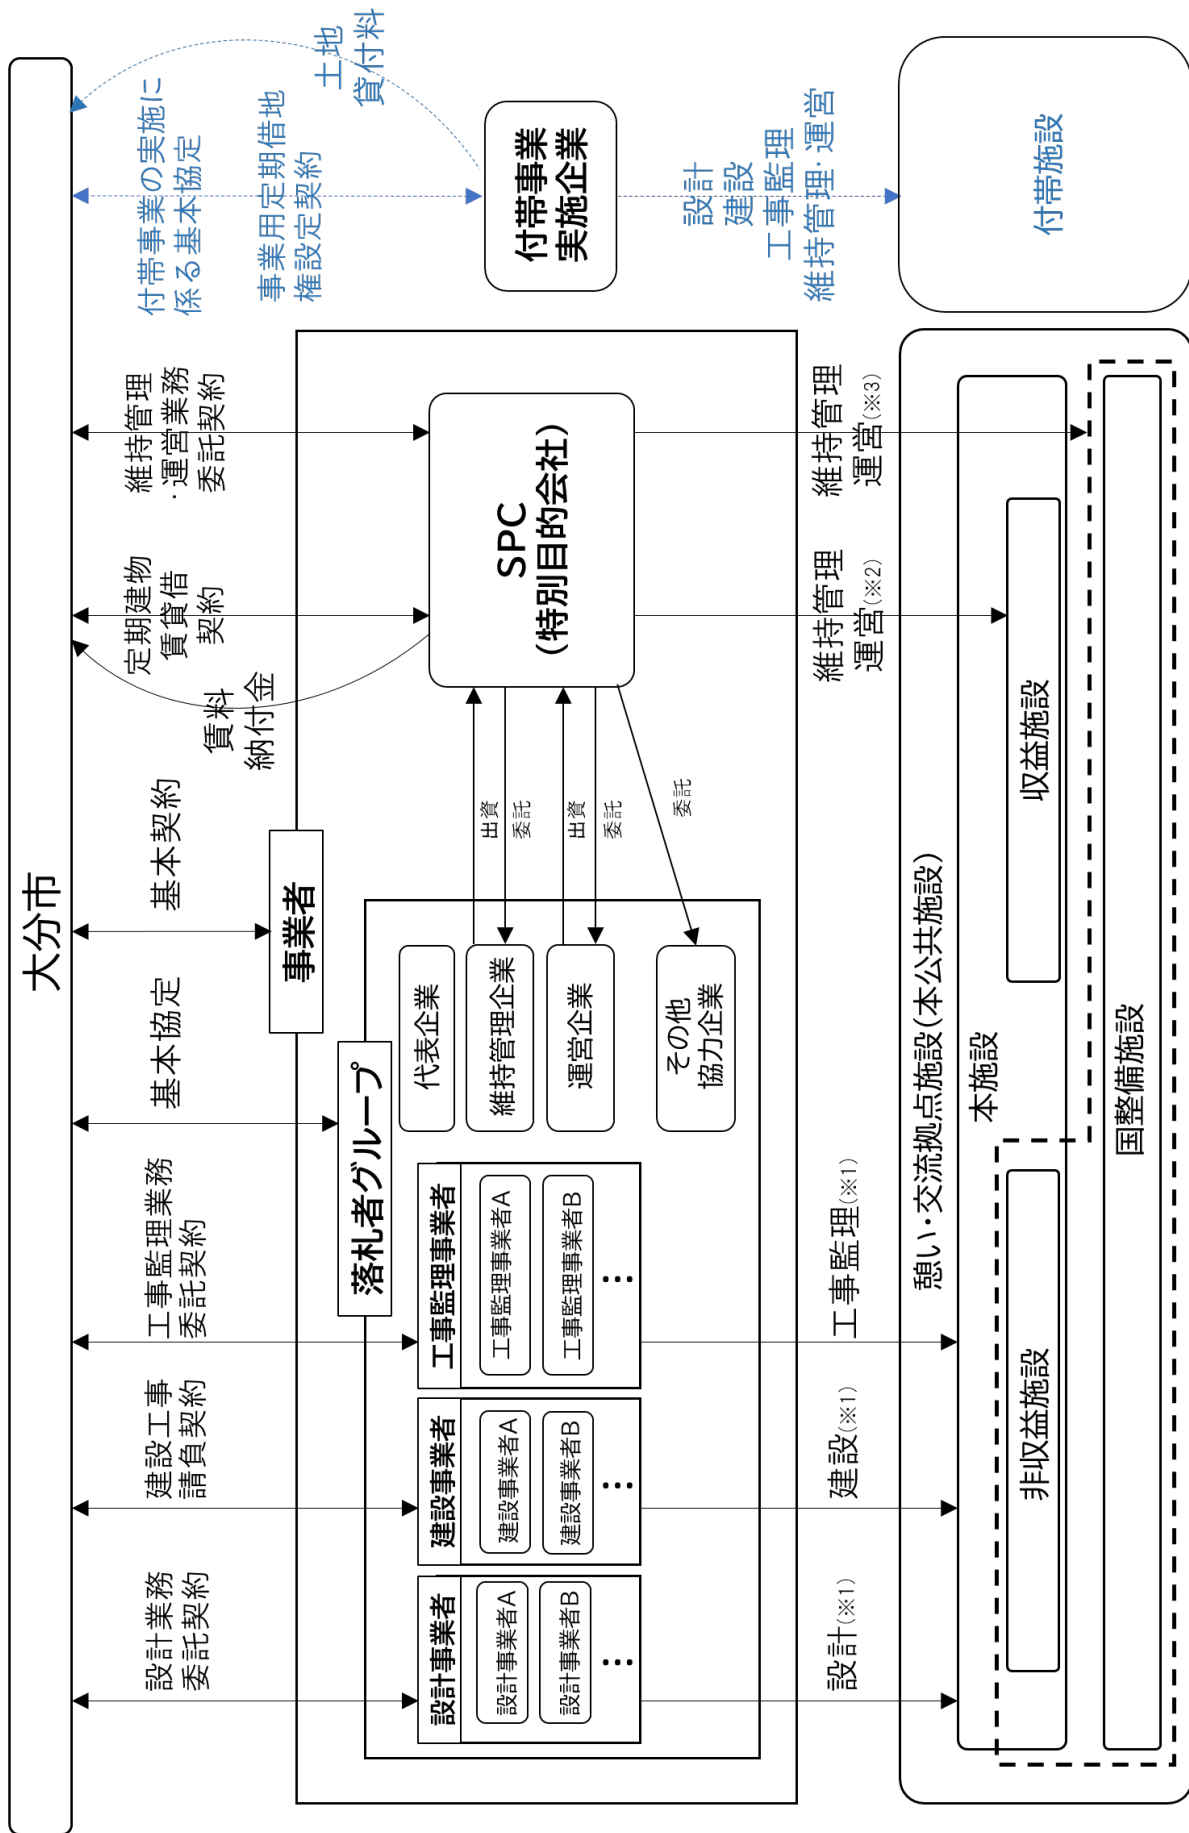 大分市
設計業務
委託契約
建設工事
請負契約
工事監理業務
委託契約
基本協定
基本契約
賃料
納付金
定期建物
賃貸借
契約
維持管理
・運営業務
委託契約
付帯事業の実施に
係る基本協定
事業用定期借地
権設定契約
土地
貸付料
事業者
落札者グループ
設計事業者
設計事業者A
設計事業者B
⋮
建設事業者
建設事業者A
建設事業者B
⋮
工事監理事業者
工事監理事業者A
工事監理事業者B
⋮
代表企業
維持管理企業
運営企業
その他
協力企業
出資
委託
出資
委託
委託
SPC
(特別目的会社)
付帯事業
実施企業
設計(※1)
建設(※1)
工事監理(※1)
維持管理
運営(※2)
維持管理
運営(※3)
設計
建設
工事監理
維持管理・運営
憩い・交流拠点施設(本公共施設)
本施設
非収益施設
収益施設
国整備施設
付帯施設